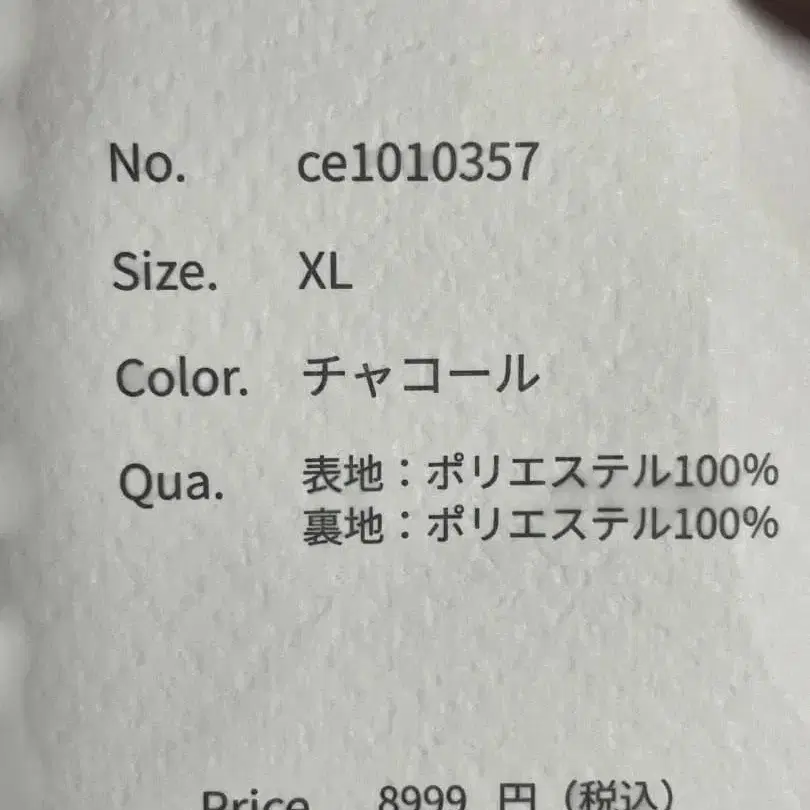 No. ce1010357
Size. XL
Color. チャコール
Qua. 表地：ポリエステル100%
裏地：ポリエステル100%
Price 8999 円（税込）